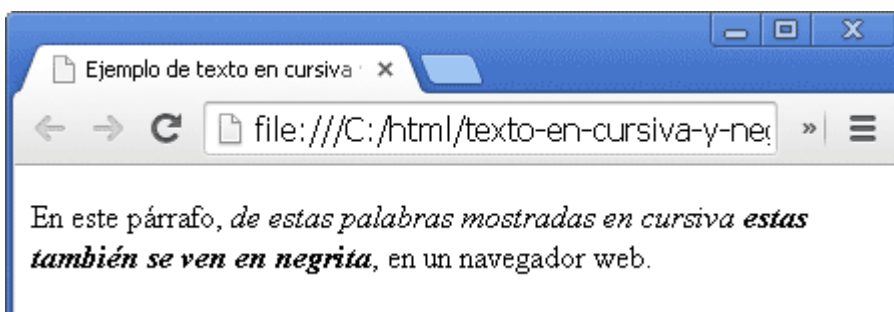 Ejemplo de texto en cursiva
file:///C:/html/texto-en-cursiva-y-neg
»
En este párrafo, de estas palabras mostradas en cursiva estas
también se ven en negrita, en un navegador web.